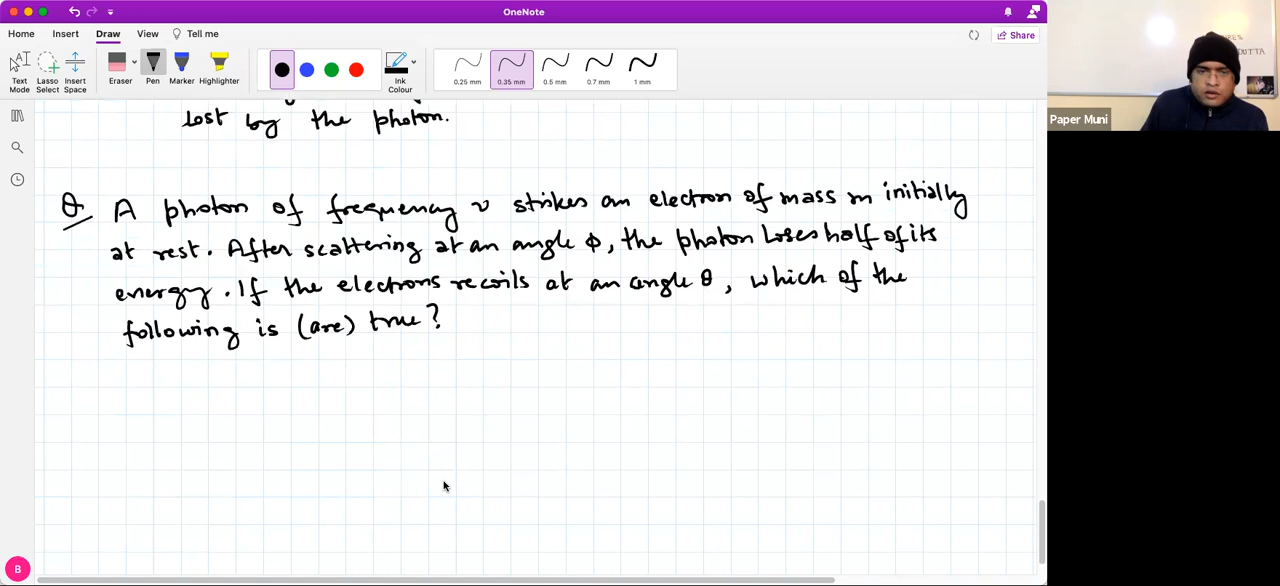 OneNote
Home Insert Draw View Tell me
Share
Text Mode
Lasso Select
Insert Space
Eraser
Pen
Marker
Highlighter
Ink Colour
0.25 mm 0.35 mm 0.5 mm 0.7 mm 1 mm
Paper Muni
lost by the photon.
Q A photon of frequency ν strikes an electron of mass m initially
at rest. After scattering at an angle ϕ, the photon loses half of its
energy. If the electrons recoils at an angle θ, which of the
following is (are) true?
B